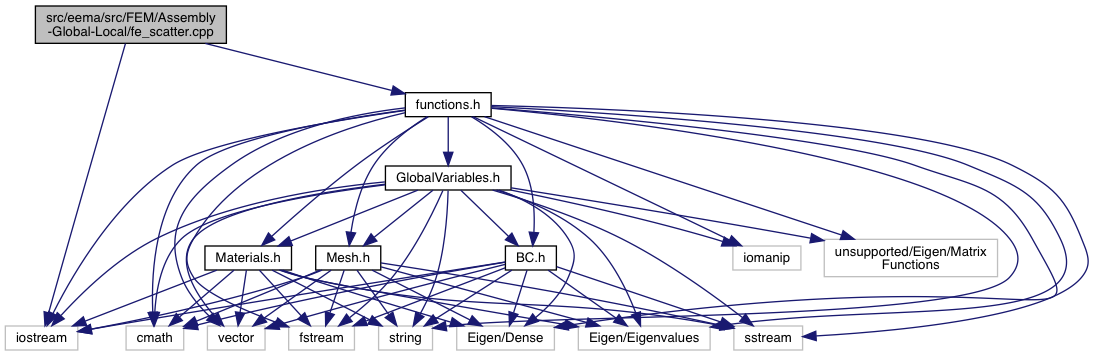 src/eema/src/FEM/Assembly
-Global-Local/fe_scatter.cpp
functions.h
GlobalVariables.h
Materials.h
Mesh.h
BC.h
iomanip
unsupported/Eigen/Matrix
Functions
iostream
cmath
vector
fstream
string
Eigen/Dense
Eigen/Eigenvalues
sstream